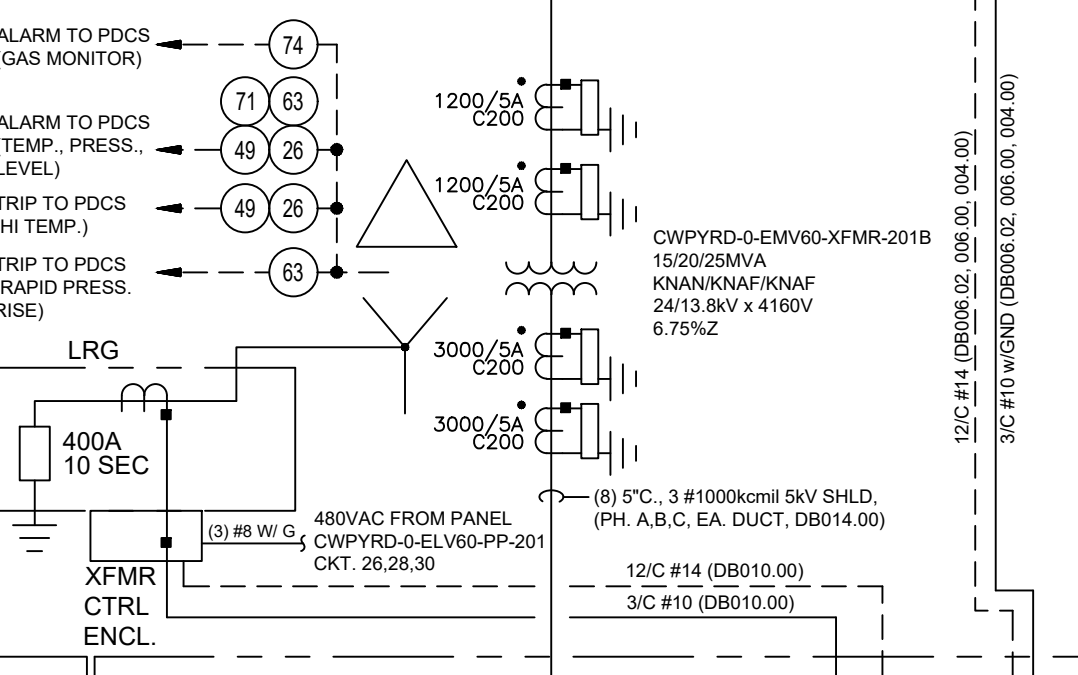 ALARM TO PDCS
(GAS MONITOR)
74
71 63
ALARM TO PDCS
(TEMP., PRESS.,
LEVEL)
49 26
TRIP TO PDCS
(HI TEMP.)
49 26
TRIP TO PDCS
(RAPID PRESS.
RISE)
63
1200/5A
C200
1200/5A
C200
CWPYRD-0-EMV60-XFMR-201B
15/20/25MVA
KNAN/KNAF/KNAF
24/13.8kV x 4160V
6.75%Z
3000/5A
C200
3000/5A
C200
LRG
400A
10 SEC
(8) 5"C., 3 #1000kcmil 5kV SHLD,
(PH. A,B,C, EA. DUCT, DB014.00)
(3) #8 W/ G
480VAC FROM PANEL
CWPYRD-0-ELV60-PP-201
CKT. 26,28,30
XFMR
CTRL
ENCL.
12/C #14 (DB010.00)
3/C #10 (DB010.00)
12/C #14 (DB006.02, 006.00, 004.00)
3/C #10 w/GND (DB006.02, 006.00, 004.00)